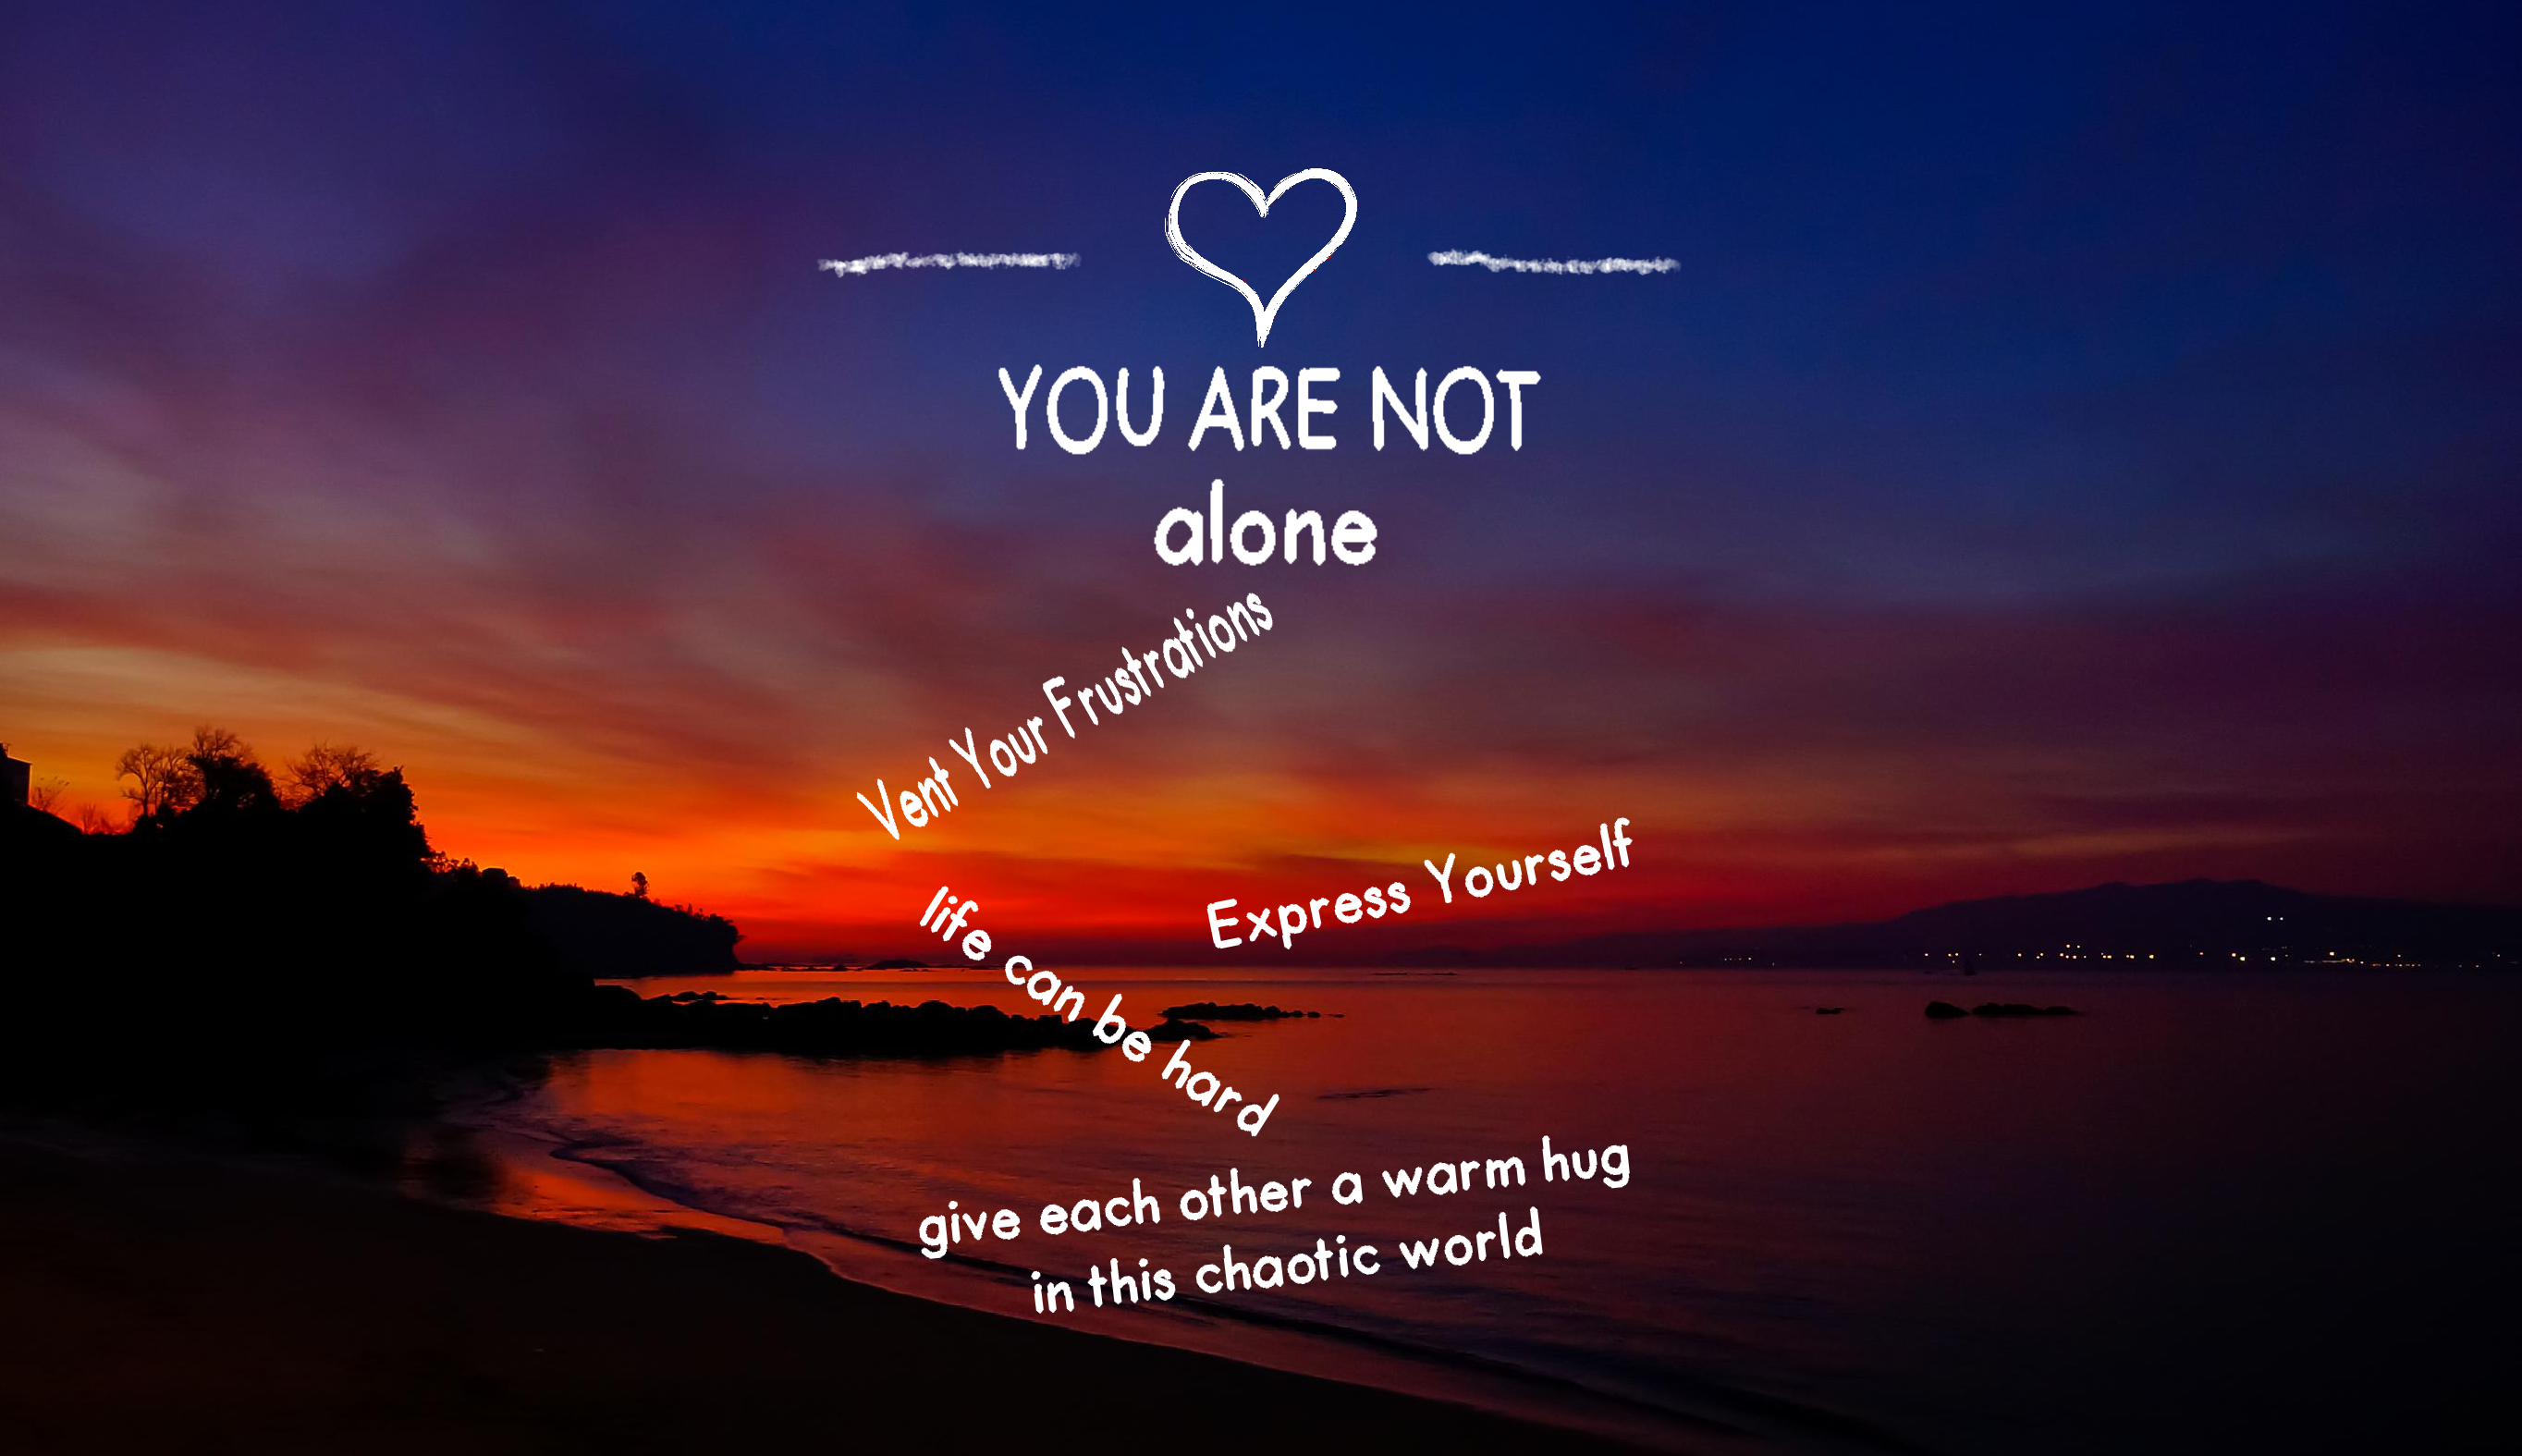 YOU ARE NOT
alone
Vent Your Frustrations
Express Yourself
life can be hard
give each other a warm hug
in this chaotic world